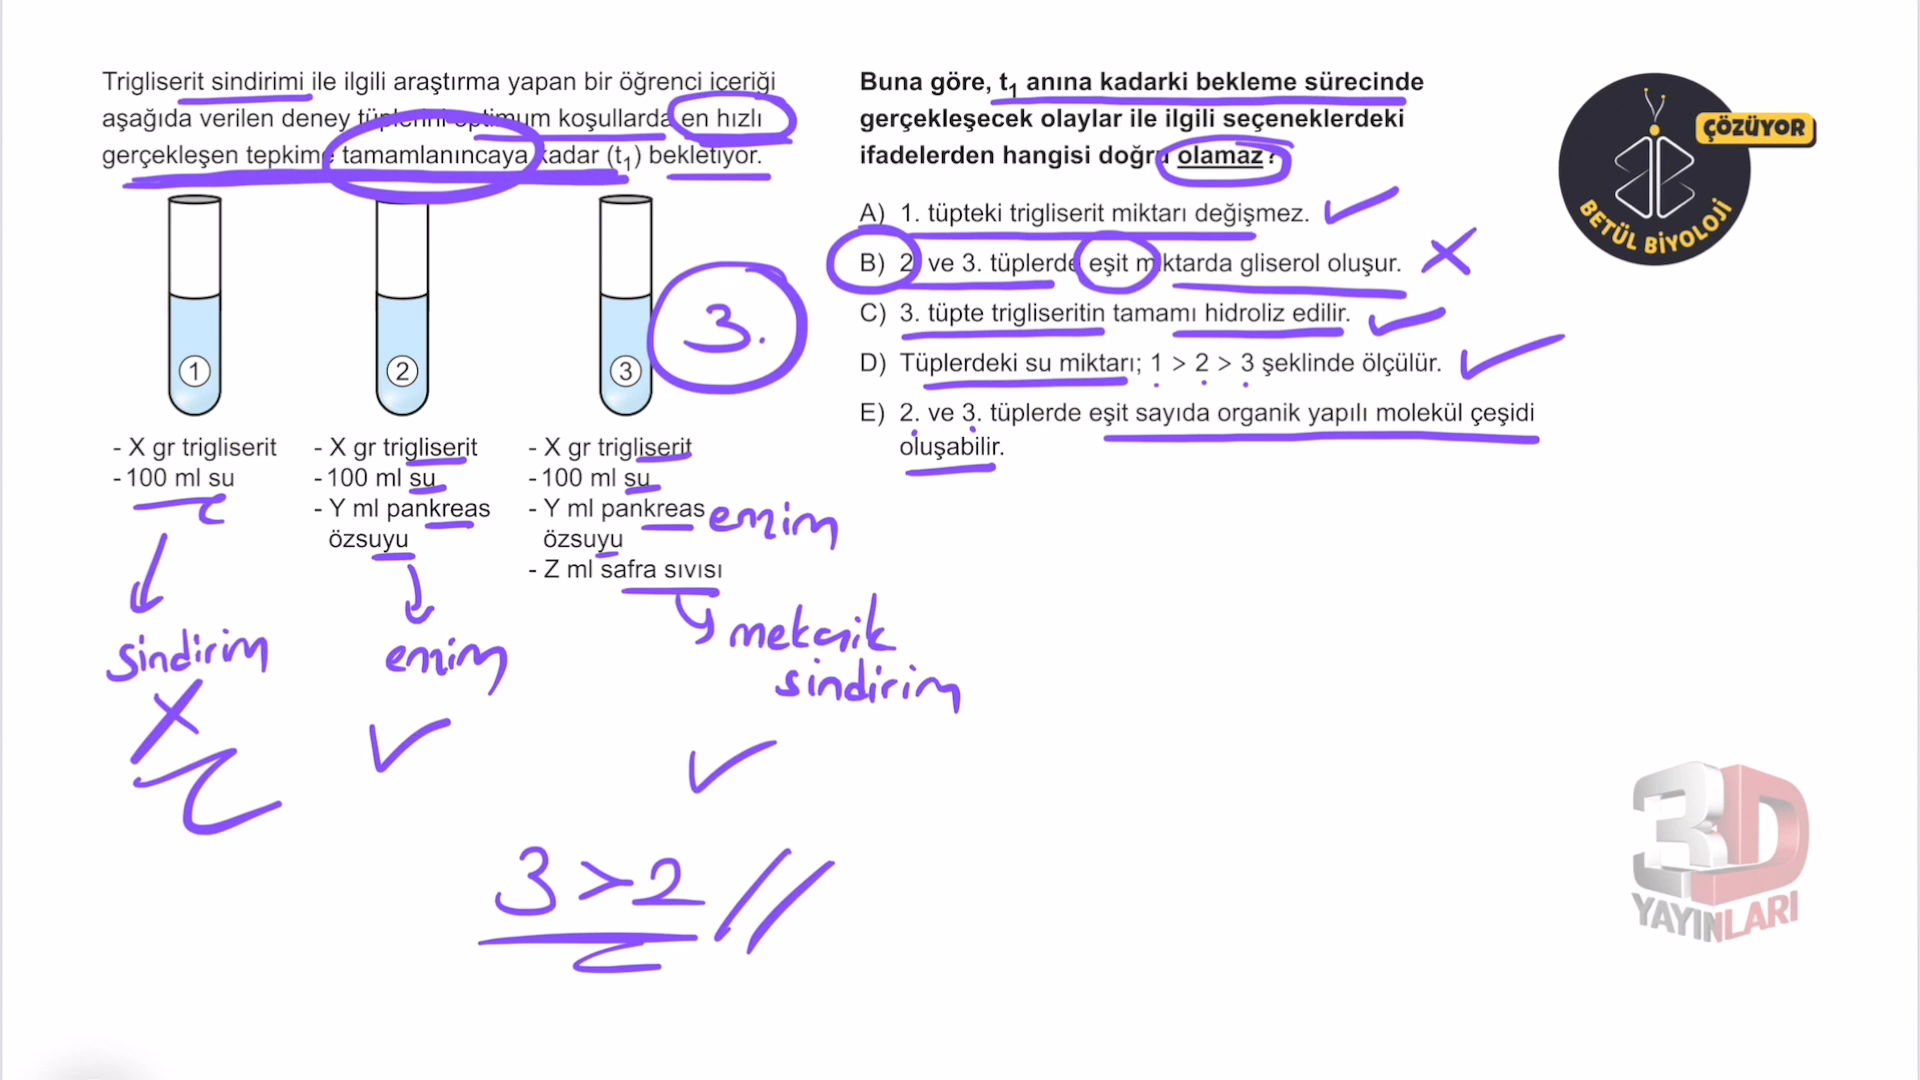 Trigliserit sindirimi ile ilgili araştırma yapan bir öğrenci içeriği
aşağıda verilen deney tüplerini optimum koşullarda en hızlı
gerçekleşen tepkime tamamlanıncaya kadar (t1) bekletiyor.
1
2
3
3.
- X gr trigliserit
- 100 ml su
- X gr trigliserit
- 100 ml su
- Y ml pankreas
özsuyu
- X gr trigliserit
- 100 ml su
- Y ml pankreas
özsuyu
- Z ml safra sıvısı
enzim
sindirim
enzim
mekanik
sindirim
3 > 2
Buna göre, t1 anına kadarki bekleme sürecinde
gerçekleşecek olaylar ile ilgili seçeneklerdeki
ifadelerden hangisi doğru olamaz?
A) 1. tüpteki trigliserit miktarı değişmez.
B) 2. ve 3. tüplerde eşit miktarda gliserol oluşur.
C) 3. tüpte trigliseritin tamamı hidroliz edilir.
D) Tüplerdeki su miktarı; 1 > 2 > 3 şeklinde ölçülür.
E) 2. ve 3. tüplerde eşit sayıda organik yapılı molekül çeşidi
oluşabilir.
ÇÖZÜYOR
BETÜL BİYOLOJİ
3D
YAYINLARI